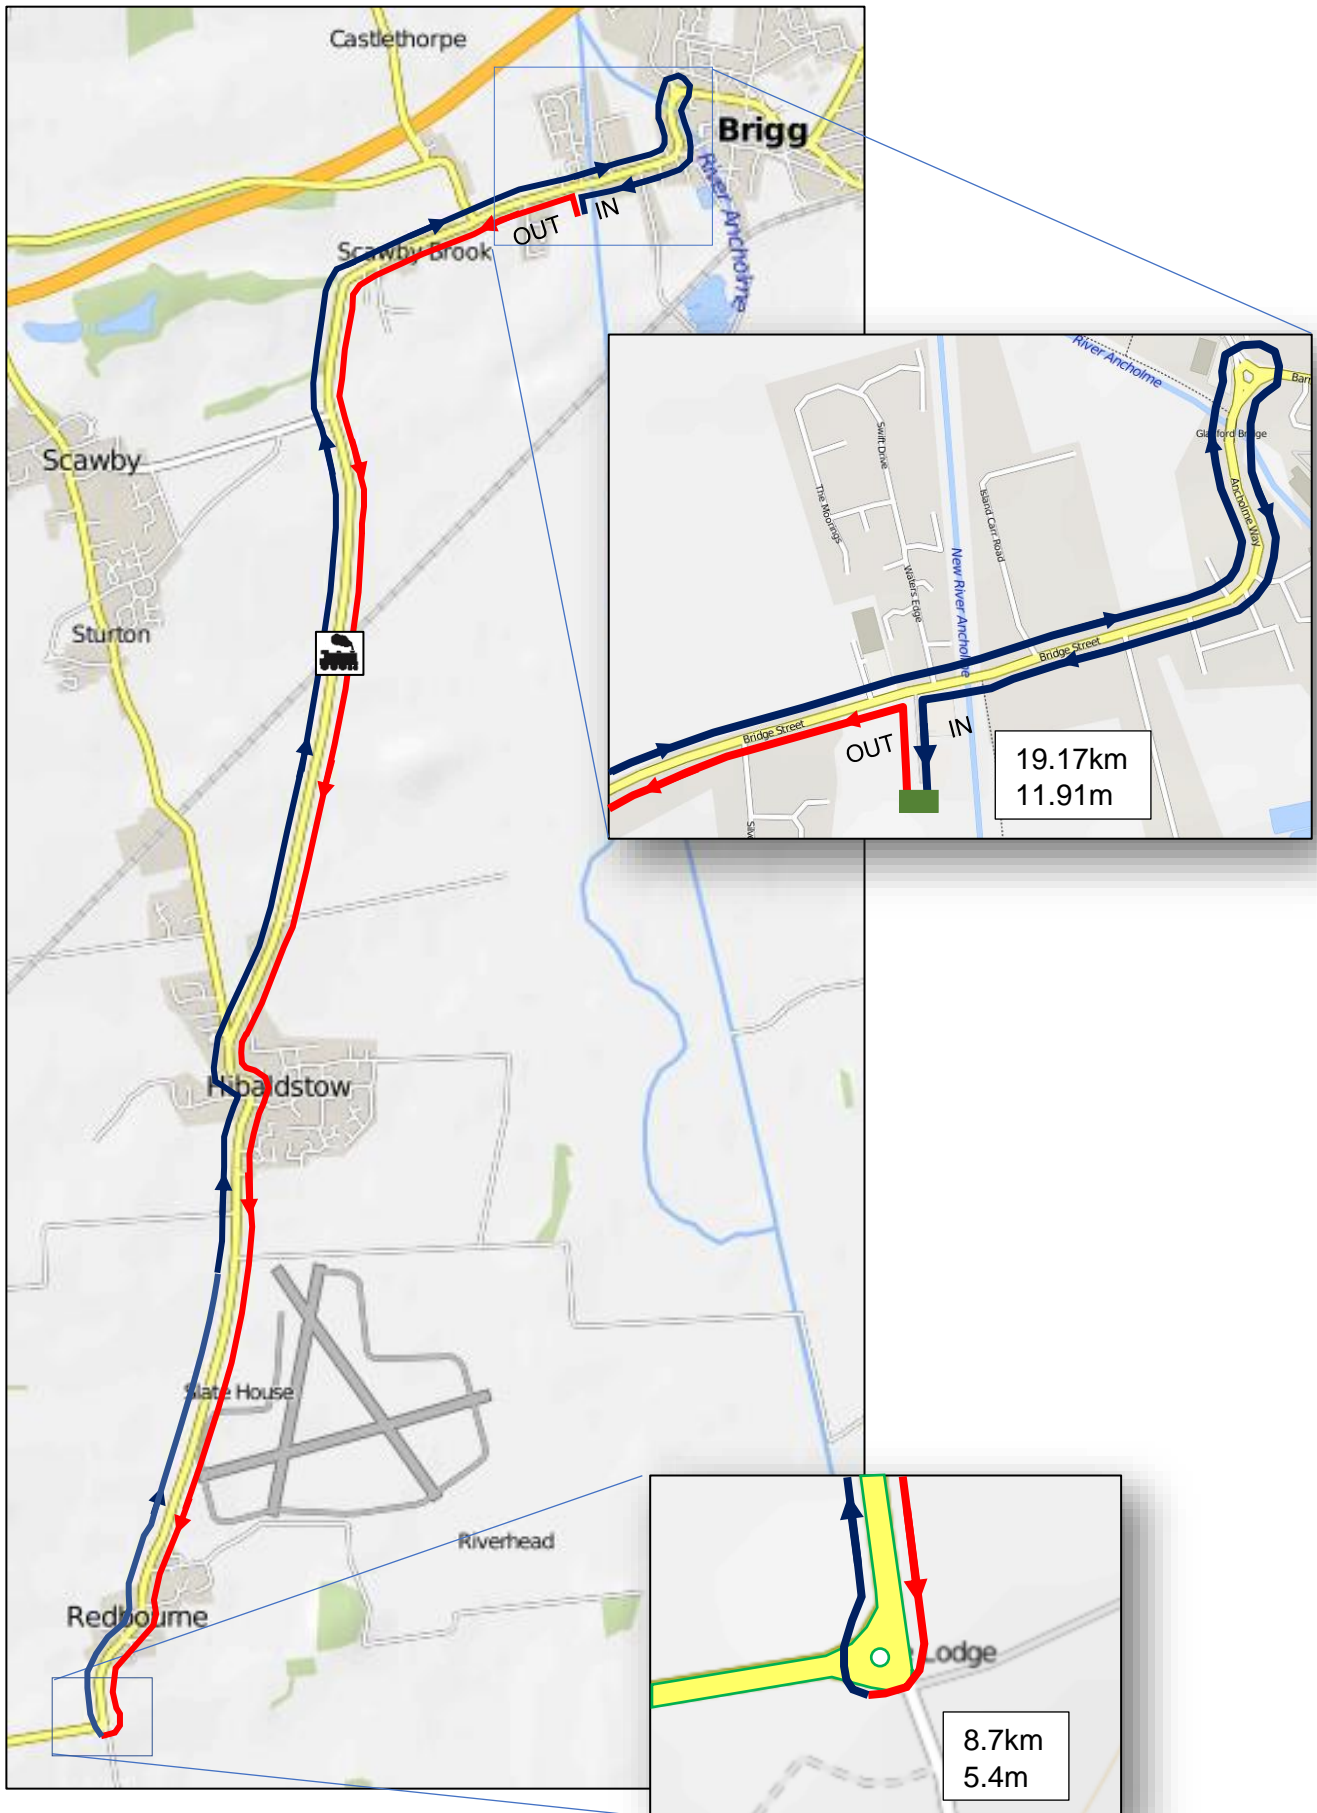 Castlethorpe
Brigg
River Ancholme
IN
OUT
Scawby Brook
Scawby
Sturton
Hibaldstow
Slate House
Riverhead
Redbourne
River Ancholme
Barn
Glanford Bridge
Ancholme Way
Swift Drive
The Moorings
Island Carr Road
New River Ancholme
Waters Edge
Bridge Street
Bridge Street
IN
OUT
19.17km
11.91m
Silv
Lodge
8.7km
5.4m